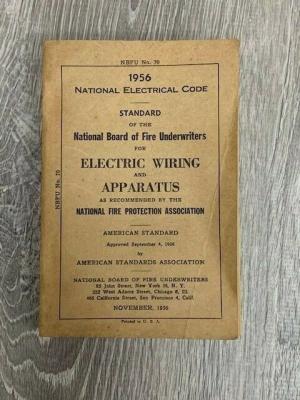 NBFU No. 70
1956
NATIONAL ELECTRICAL CODE
STANDARD
OF THE
National Board of Fire Underwriters
FOR
ELECTRIC WIRING
AND
APPARATUS
AS RECOMMENDED BY THE
NATIONAL FIRE PROTECTION ASSOCIATION
AMERICAN STANDARD
Approved September 4, 1956
by
AMERICAN STANDARDS ASSOCIATION
NATIONAL BOARD OF FIRE UNDERWRITERS
85 John Street, New York 38, N. Y.
222 West Adams Street, Chicago 6, Ill.
465 California Street, San Francisco 4, Calif.
NOVEMBER, 1956
Printed in U. S. A.
NBFU No. 70